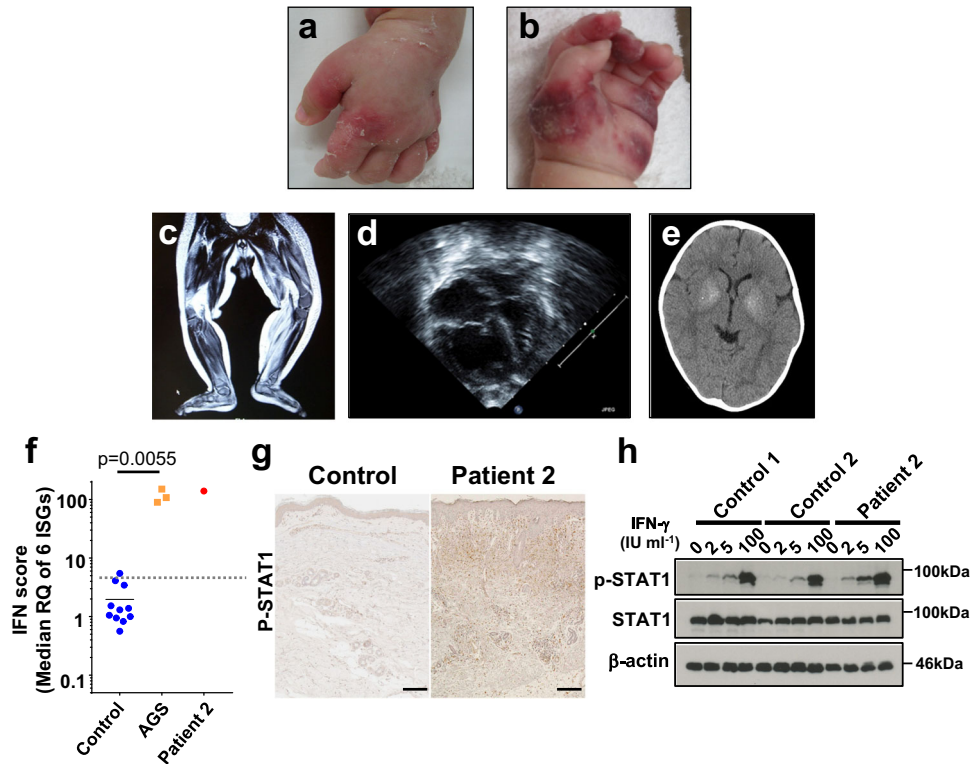 a
b
c
d
JPEG
e
f
p=0.0055
100
10
1
0.1
IFN score
(Median RQ of 6 ISGs)
Control
AGS
Patient 2
g
Control
Patient 2
P-STAT1
h
Control 1
Control 2
Patient 2
IFN-γ
(IU ml-1)
0 2.5 100 0 2.5 100 0 2.5 100
p-STAT1
100kDa
STAT1
100kDa
β-actin
46kDa